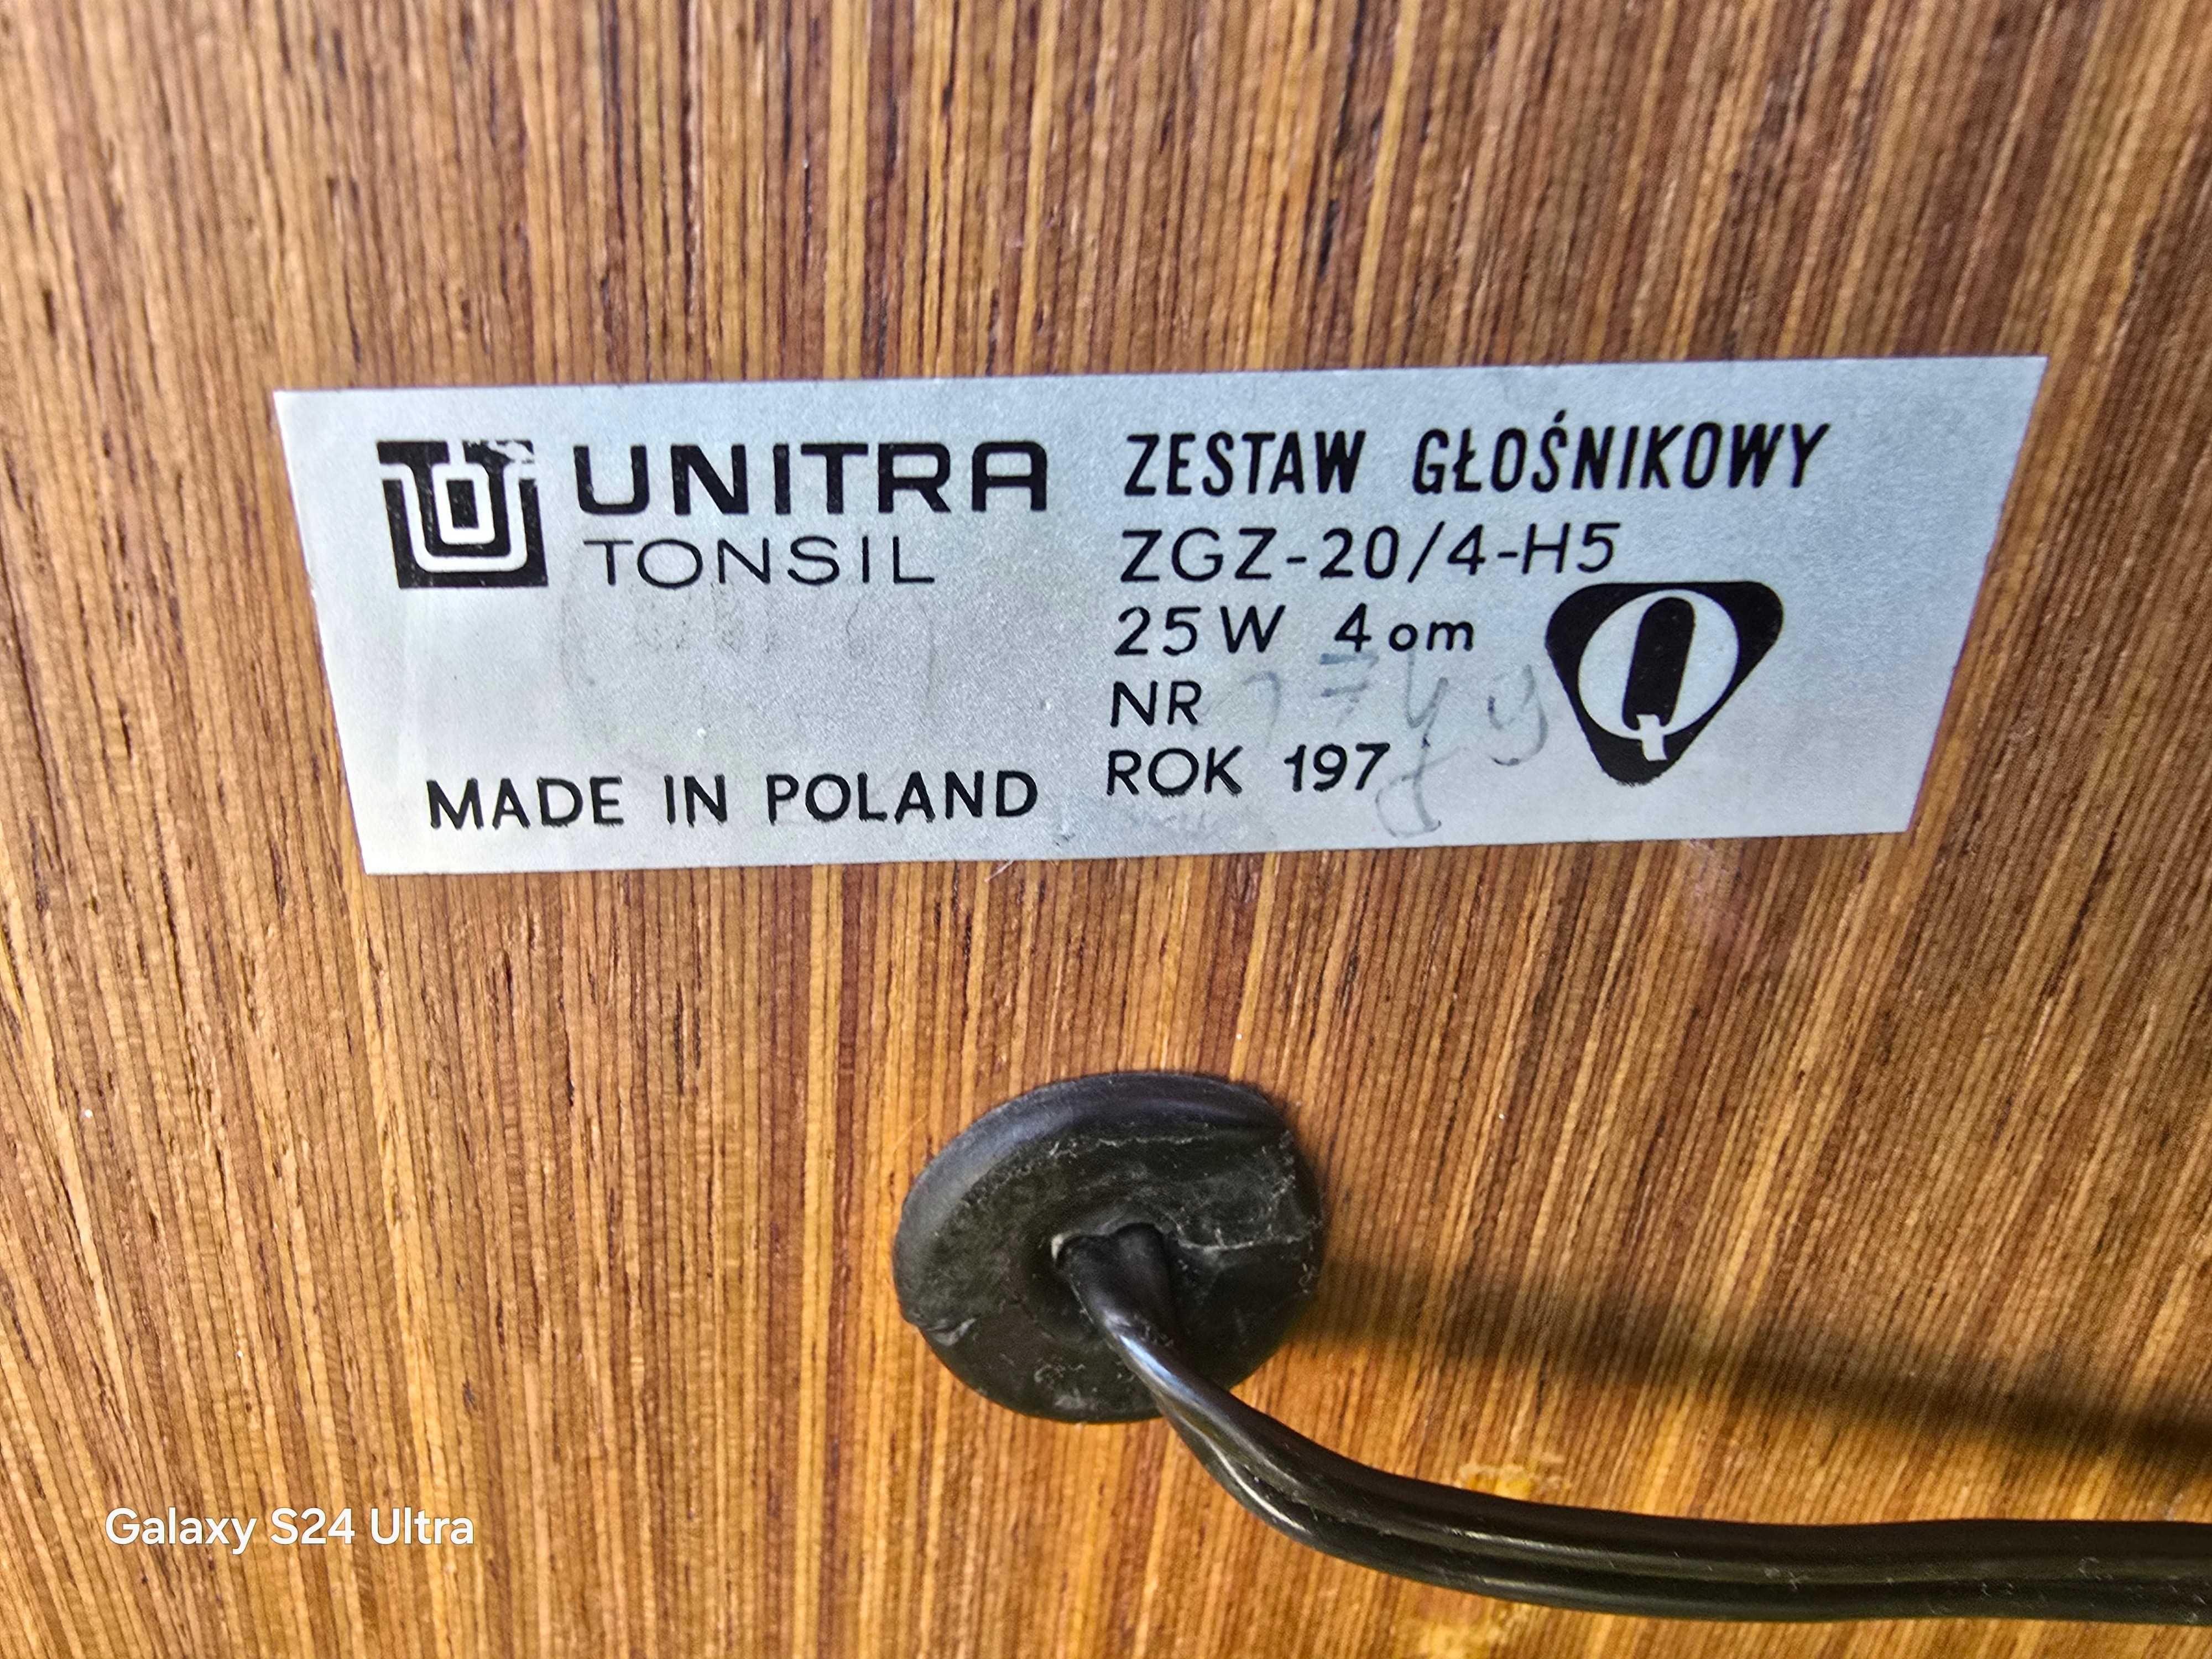 UNITRA
TONSIL
MADE IN POLAND
ZESTAW GŁOŚNIKOWY
ZGZ-20/4-H5
25W 4om
NR
ROK 197
Q
Galaxy S24 Ultra